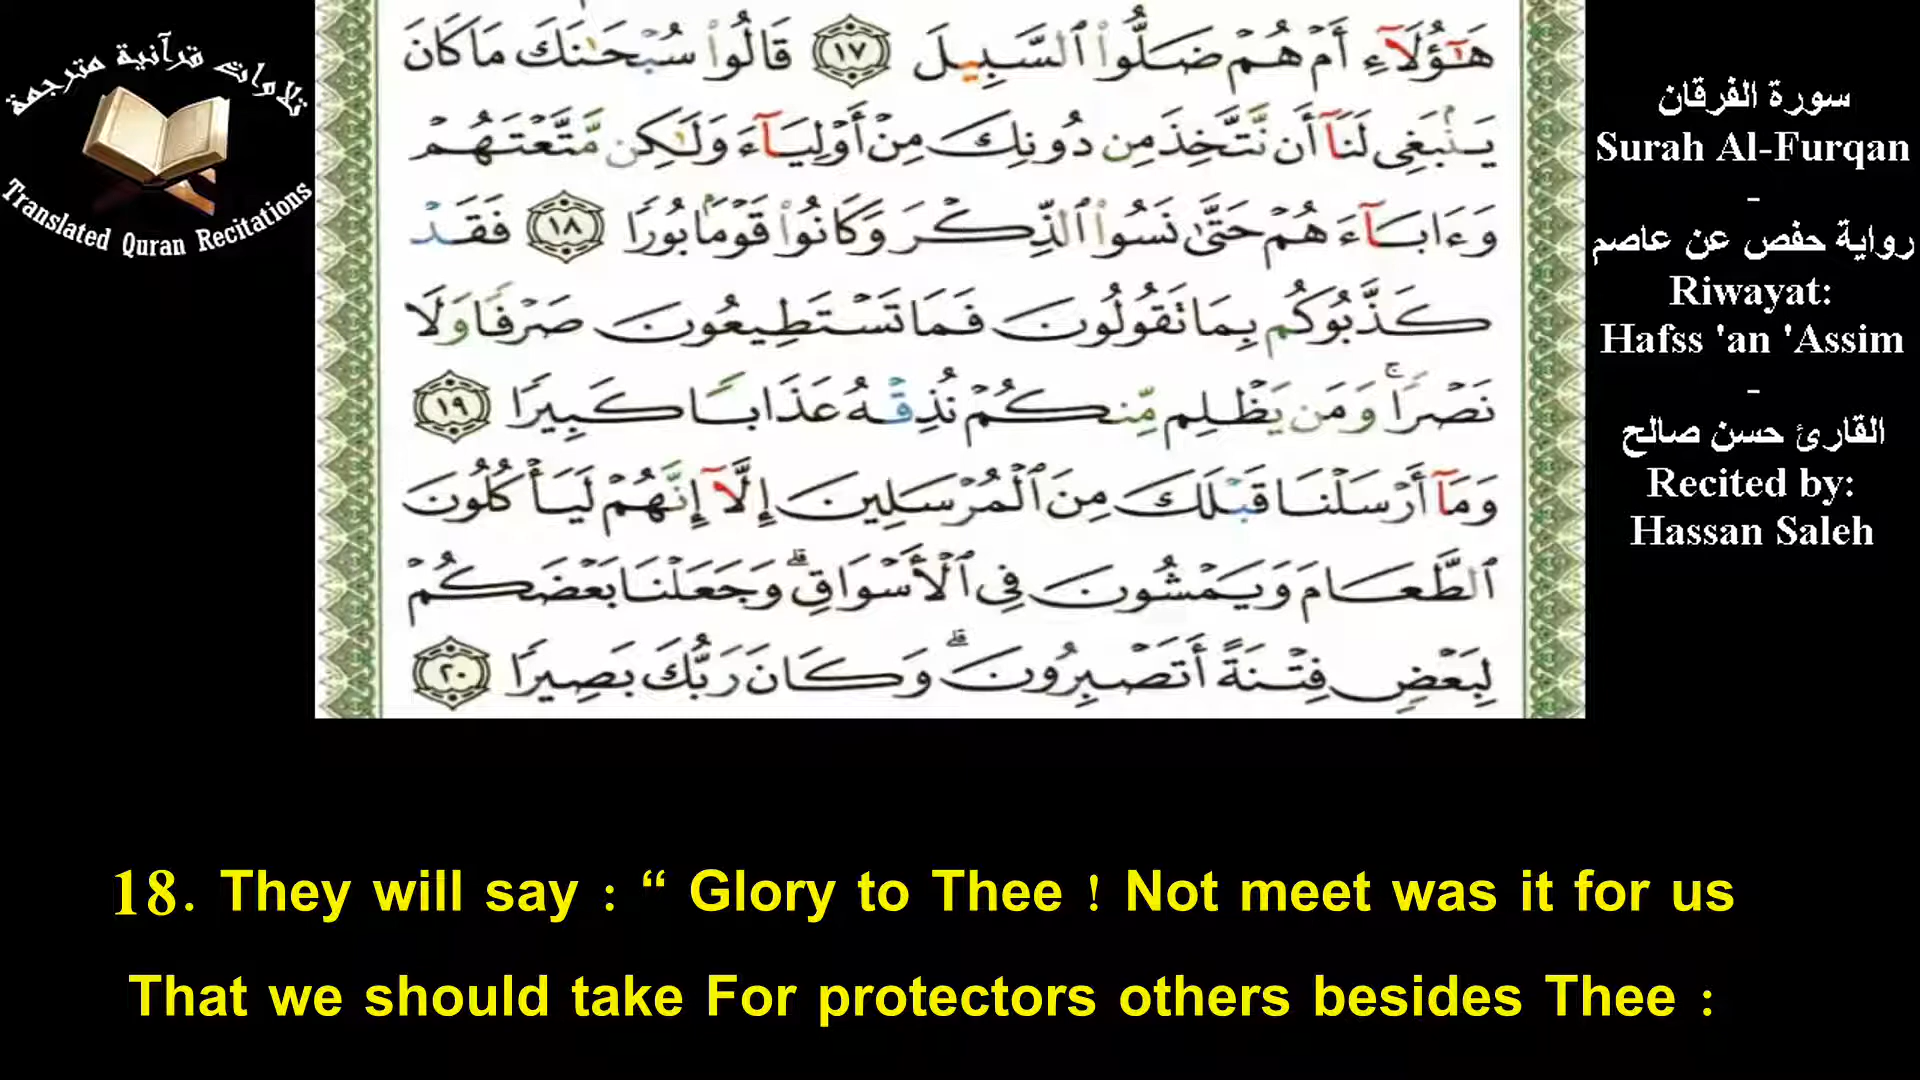 تلاوات قرآنية مترجمة
Translated Quran Recitations
هَٰٓؤُلَآءِ أَمْ هُمْ ضَلُّوا۟ ٱلسَّبِيلَ ١٧ قَالُوا۟ سُبْحَٰنَكَ مَا كَانَ
يَنۢبَغِى لَنَآ أَن نَّتَّخِذَ مِن دُونِكَ مِنْ أَوْلِيَآءَ وَلَٰكِن مَّتَّعْتَهُمْ
وَءَابَآءَهُمْ حَتَّىٰ نَسُوا۟ ٱلذِّكْرَ وَكَانُوا۟ قَوْمًۢا بُورًا ١٨ فَقَدْ
كَذَّبُوكُم بِمَا تَقُولُونَ فَمَا تَسْتَطِيعُونَ صَرْفًا وَلَا
نَصْرًا ۚ وَمَن يَظْلِم مِّنكُمْ نُذِقْهُ عَذَابًا كَبِيرًا ١٩
وَمَآ أَرْسَلْنَا قَبْلَكَ مِنَ ٱلْمُرْسَلِينَ إِلَّآ إِنَّهُمْ لَيَأْكُلُونَ
ٱلطَّعَامَ وَيَمْشُونَ فِى ٱلْأَسْوَاقِ ۗ وَجَعَلْنَا بَعْضَكُمْ
لِبَعْضٍ فِتْنَةً أَتَصْبِرُونَ ۗ وَكَانَ رَبُّكَ بَصِيرًا ٢٠
سورة الفرقان
Surah Al-Furqan
-
رواية حفص عن عاصم
Riwayat:
Hafss 'an 'Assim
-
القارئ حسن صالح
Recited by:
Hassan Saleh
18. They will say : “ Glory to Thee ! Not meet was it for us
That we should take For protectors others besides Thee :